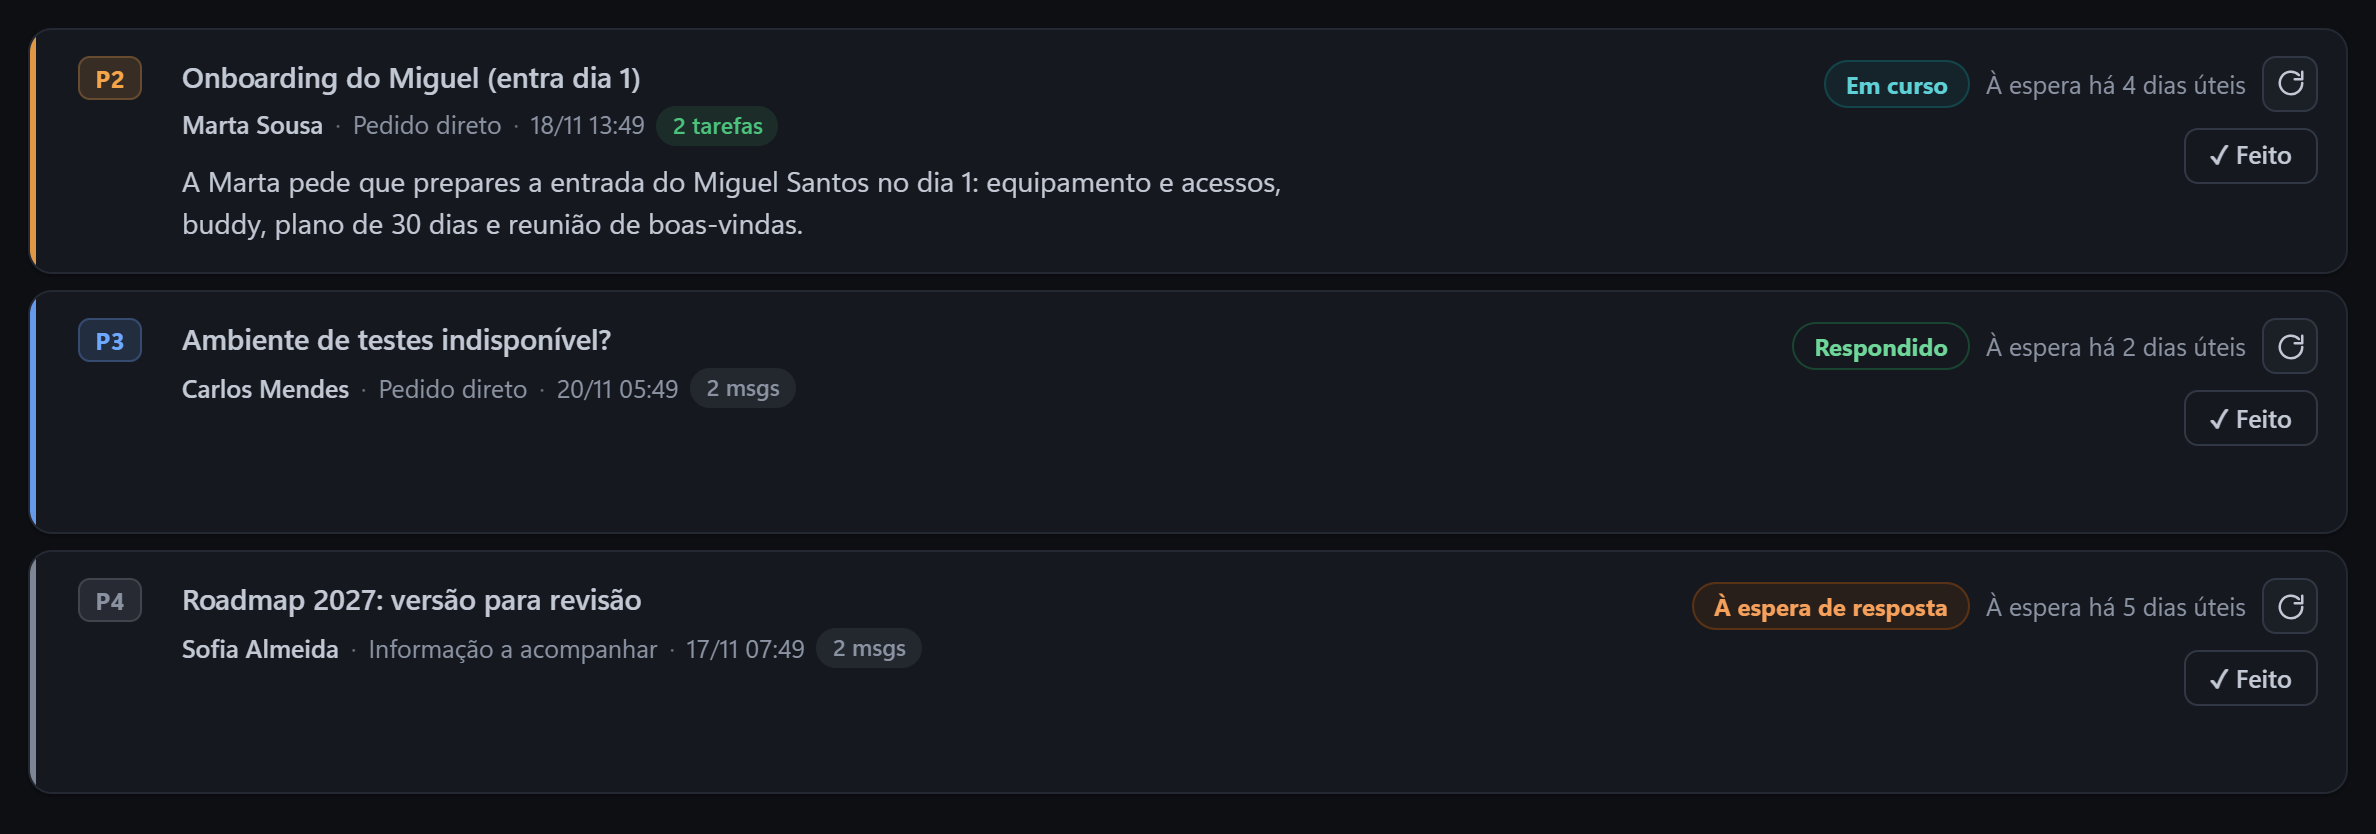 P2 Onboarding do Miguel (entra dia 1) Em curso À espera há 4 dias úteis
Marta Sousa · Pedido direto · 18/11 13:49 2 tarefas
✓ Feito
A Marta pede que prepares a entrada do Miguel Santos no dia 1: equipamento e acessos,
buddy, plano de 30 dias e reunião de boas-vindas.
P3 Ambiente de testes indisponível? Respondido À espera há 2 dias úteis
Carlos Mendes · Pedido direto · 20/11 05:49 2 msgs
✓ Feito
P4 Roadmap 2027: versão para revisão À espera de resposta À espera há 5 dias úteis
Sofia Almeida · Informação a acompanhar · 17/11 07:49 2 msgs
✓ Feito